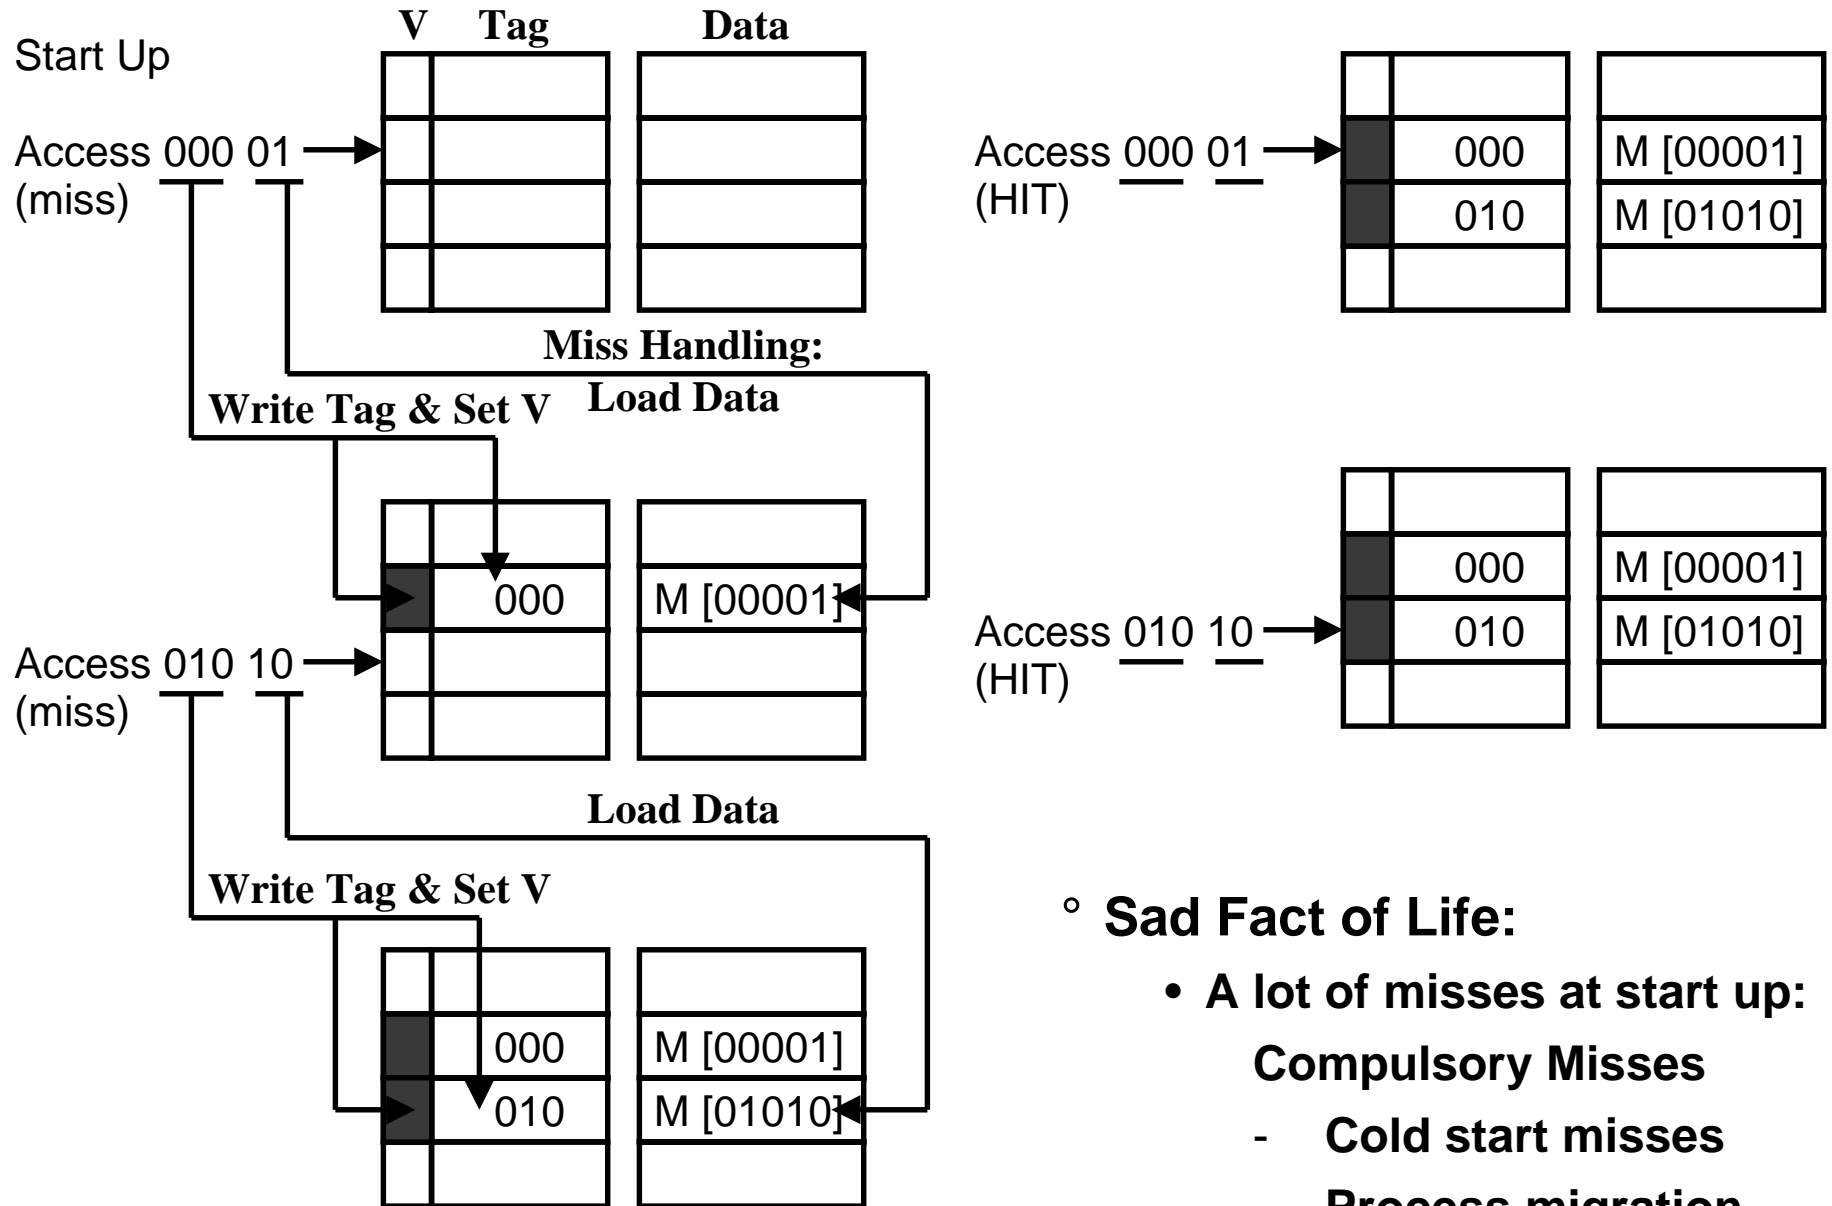 V Tag Data
Start Up
Access 000 01
(miss)
Miss Handling:
Load Data
Write Tag & Set V
000 M [00001]
Access 010 10
(miss)
Load Data
Write Tag & Set V
000 M [00001]
010 M [01010]
Access 000 01
(HIT)
000 M [00001]
010 M [01010]
000 M [00001]
Access 010 10
(HIT)
010 M [01010]
° Sad Fact of Life:
• A lot of misses at start up:
Compulsory Misses
- Cold start misses
Process migration